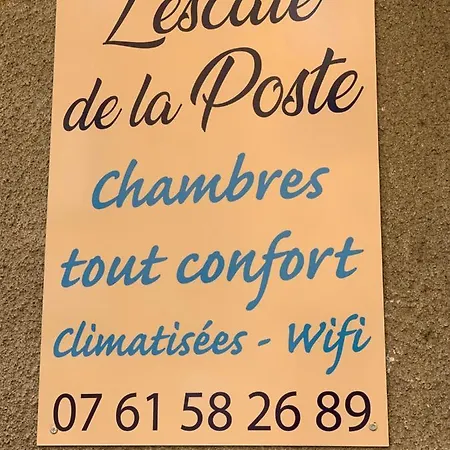 L'escale
de la Poste
Chambres
tout confort
Climatisées - Wifi
07 61 58 26 89